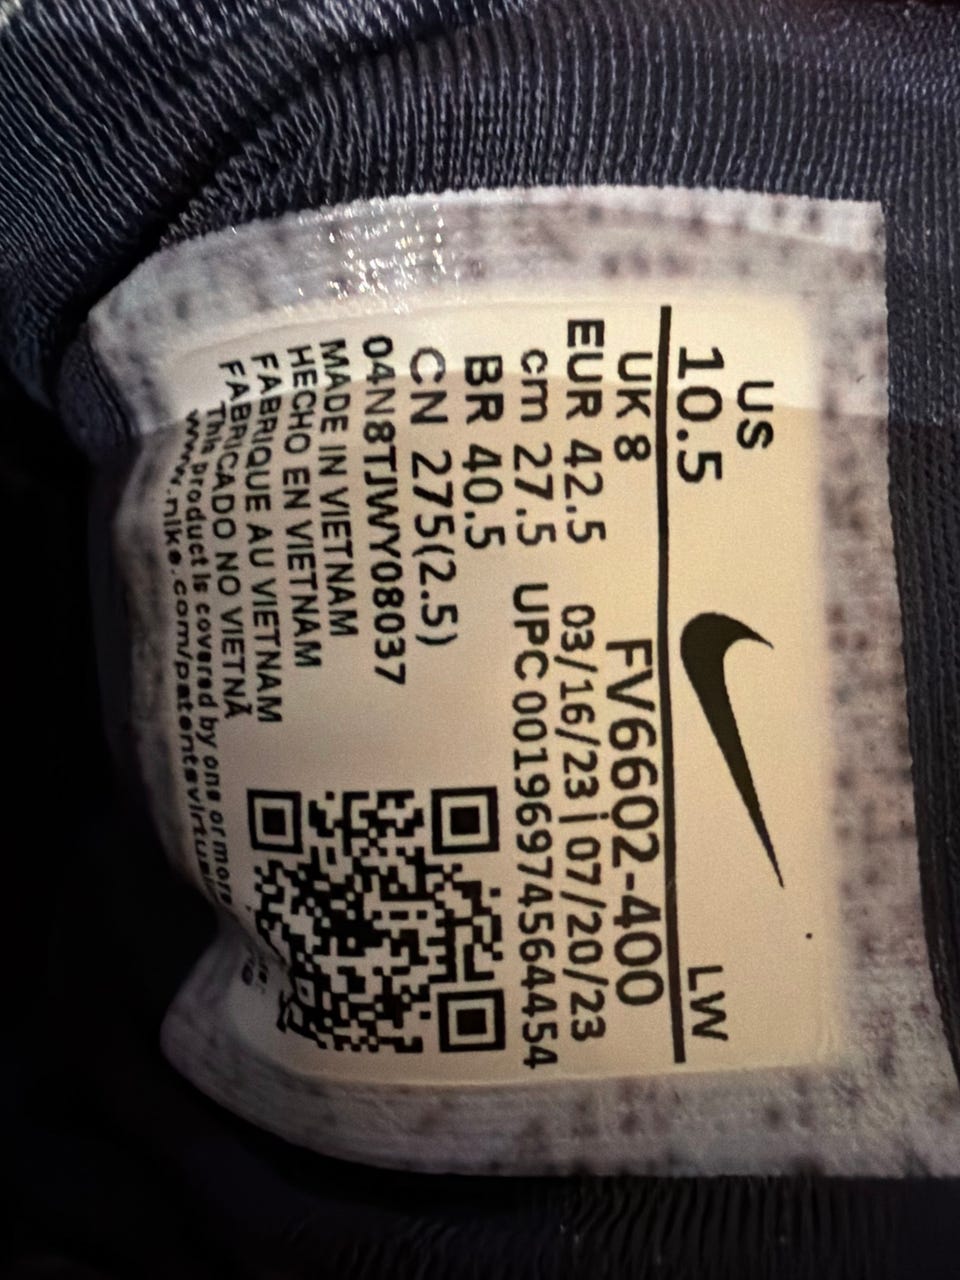 US
10.5
LW
UK 8
FV6602-400
EUR 42.5
03/16/23 | 07/20/23
cm 27.5
UPC 00196974564454
BR 40.5
CN 275(2.5)
04N8TJWY08037
MADE IN VIETNAM
HECHO EN VIETNAM
FABRIQUE AU VIETNAM
FABRICADO NO VIETNÃ
This product is covered by one or more
www.nike.com/patentsvirtual